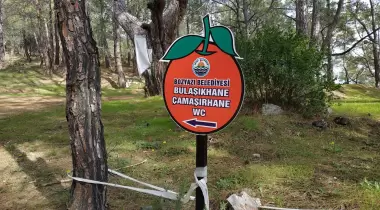 BOZYAZI BELEDİYESİ
BULAŞIKHANE
ÇAMAŞIRHANE
WC